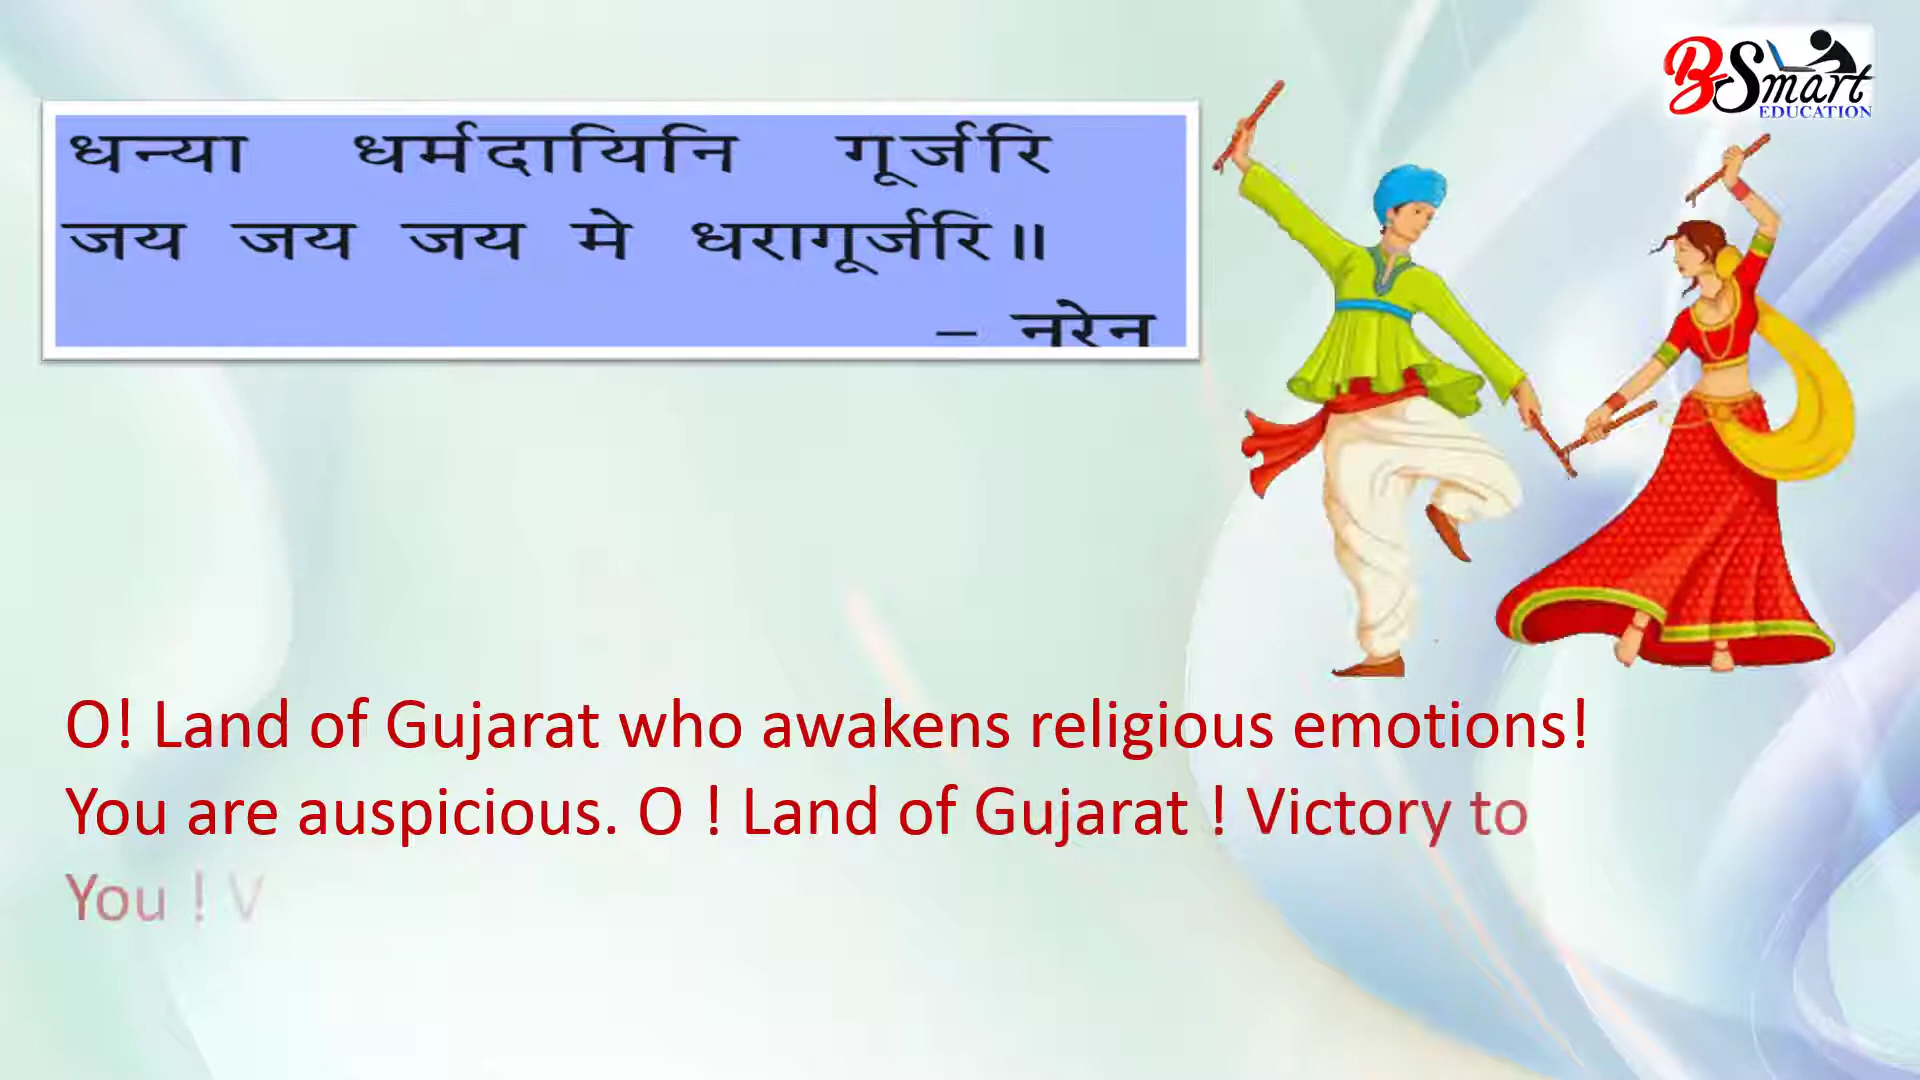 BSmart
EDUCATION
धन्या धर्मदायिनि गूर्जरि
जय जय जय मे धरागूर्जरि॥
– नरेन
O! Land of Gujarat who awakens religious emotions!
You are auspicious. O ! Land of Gujarat ! Victory to
You ! V